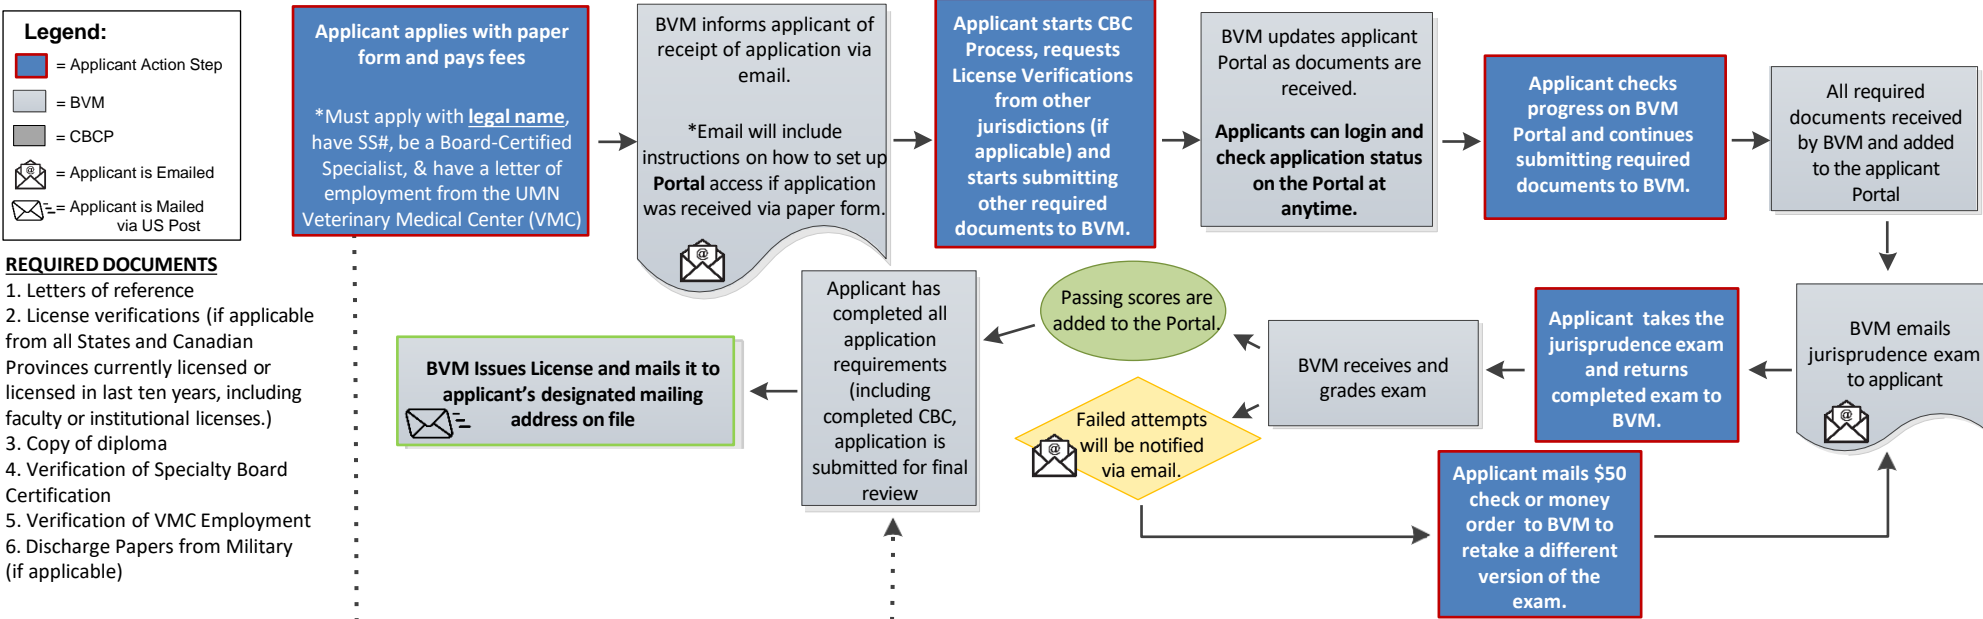 Legend:
= Applicant Action Step
= BVM
= CBCP
= Applicant is Emailed
= Applicant is Mailed
via US Post
REQUIRED DOCUMENTS
1. Letters of reference
2. License verifications (if applicable
from all States and Canadian
Provinces currently licensed or
licensed in last ten years, including
faculty or institutional licenses.)
3. Copy of diploma
4. Verification of Specialty Board
Certification
5. Verification of VMC Employment
6. Discharge Papers from Military
(if applicable)
Applicant applies with paper
form and pays fees
*Must apply with legal name,
have SS#, be a Board-Certified
Specialist, & have a letter of
employment from the UMN
Veterinary Medical Center (VMC)
BVM informs applicant of
receipt of application via
email.
*Email will include
instructions on how to set up
Portal access if application
was received via paper form.
@
Applicant starts CBC
Process, requests
License Verifications
from other
jurisdictions (if
applicable) and
starts submitting
other required
documents to BVM.
BVM updates applicant
Portal as documents are
received.
Applicants can login and
check application status
on the Portal at
anytime.
Applicant checks
progress on BVM
Portal and continues
submitting required
documents to BVM.
All required
documents received
by BVM and added
to the applicant
Portal
BVM emails
jurisprudence exam
to applicant
@
Applicant takes the
jurisprudence exam
and returns
completed exam to
BVM.
BVM receives and
grades exam
Passing scores are
added to the Portal.
Failed attempts
will be notified
via email.
@
Applicant mails $50
check or money
order to BVM to
retake a different
version of the
exam.
Applicant has
completed all
application
requirements
(including
completed CBC,
application is
submitted for final
review
BVM Issues License and mails it to
applicant's designated mailing
address on file